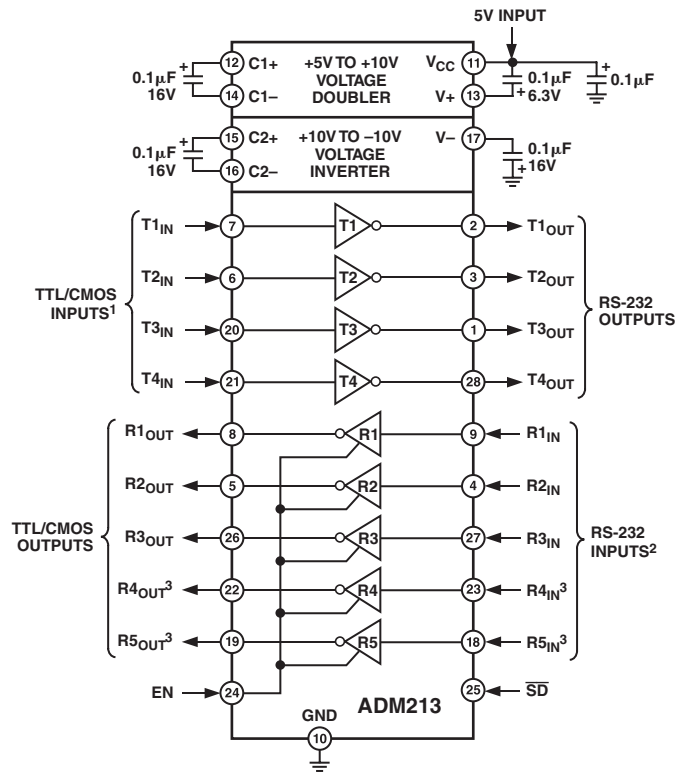 5V INPUT
0.1µF
16V
12 C1+
14 C1–
+5V TO +10V
VOLTAGE
DOUBLER
VCC 11
V+ 13
0.1µF
6.3V
0.1µF
0.1µF
16V
15 C2+
16 C2–
+10V TO –10V
VOLTAGE
INVERTER
V– 17
0.1µF
16V
T1IN 7 T1 2 T1OUT
T2IN 6 T2 3 T2OUT
TTL/CMOS
INPUTS1
RS-232
OUTPUTS
T3IN 20 T3 1 T3OUT
T4IN 21 T4 28 T4OUT
R1OUT 8 R1 9 R1IN
R2OUT 5 R2 4 R2IN
TTL/CMOS
OUTPUTS
RS-232
INPUTS2
R3OUT 26 R3 27 R3IN
R4OUT3 22 R4 23 R4IN3
R5OUT3 19 R5 18 R5IN3
EN 24
25 SD
ADM213
GND
10